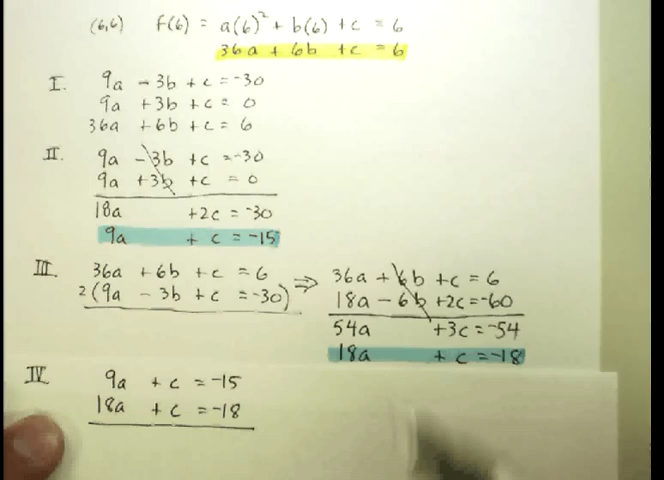 (6,6) f(6) = a(6)² + b(6) + c = 6
36a + 6b + c = 6
I. 9a - 3b + c = -30
9a + 3b + c = 0
36a + 6b + c = 6
II. 9a - 3b + c = -30
9a + 3b + c = 0
18a + 2c = -30
9a + c = -15
III. 36a + 6b + c = 6 ⇒ 36a + 6b + c = 6
2(9a - 3b + c = -30) 18a - 6b + 2c = -60
54a + 3c = -54
18a + c = -18
IV 9a + c = -15
18a + c = -18